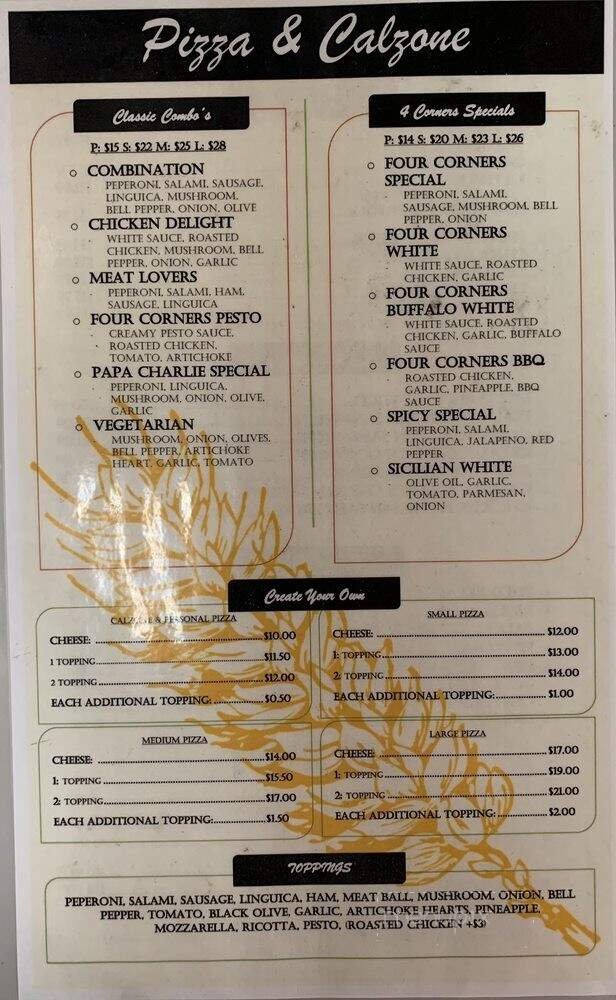 Pizza & Calzone
Classic Combo's
P: $15 S: $22 M: $25 L: $28
COMBINATION
PEPERONI, SALAMI, SAUSAGE,
LINGUICA, MUSHROOM,
BELL PEPPER, ONION, OLIVE
CHICKEN DELIGHT
WHITE SAUCE, ROASTED
CHICKEN, MUSHROOM, BELL
PEPPER, ONION, GARLIC
MEAT LOVERS
PEPERONI, SALAMI, HAM,
SAUSAGE, LINGUICA
FOUR CORNERS PESTO
CREAMY PESTO SAUCE,
ROASTED CHICKEN,
TOMATO, ARTICHOKE
PAPA CHARLIE SPECIAL
PEPERONI, LINGUICA,
MUSHROOM, ONION, OLIVE,
GARLIC
VEGETARIAN
MUSHROOM, ONION, OLIVES,
BELL PEPPER, ARTICHOKE
HEART, GARLIC, TOMATO
4 Corners Specials
P: $14 S: $20 M: $23 L: $26
FOUR CORNERS
SPECIAL
PEPERONI, SALAMI,
SAUSAGE, MUSHROOM, BELL
PEPPER, ONION
FOUR CORNERS
WHITE
WHITE SAUCE, ROASTED
CHICKEN, GARLIC
FOUR CORNERS
BUFFALO WHITE
WHITE SAUCE, ROASTED
CHICKEN, GARLIC, BUFFALO
SAUCE
FOUR CORNERS BBQ
ROASTED CHICKEN,
GARLIC, PINEAPPLE, BBQ
SAUCE
SPICY SPECIAL
PEPERONI, SALAMI,
LINGUICA, JALAPENO, RED
PEPPER
SICILIAN WHITE
OLIVE OIL, GARLIC,
TOMATO, PARMESAN,
ONION
Create Your Own
CALZONE & PERSONAL PIZZA
CHEESE: $10.00
1 TOPPING $11.50
2 TOPPING $12.00
EACH ADDITIONAL TOPPING: $0.50
SMALL PIZZA
CHEESE: $12.00
1: TOPPING $13.00
2: TOPPING $14.00
EACH ADDITIONAL TOPPING: $1.00
MEDIUM PIZZA
CHEESE: $14.00
1: TOPPING $15.50
2: TOPPING $17.00
EACH ADDITIONAL TOPPING: $1.50
LARGE PIZZA
CHEESE: $17.00
1: TOPPING $19.00
2: TOPPING $21.00
EACH ADDITIONAL TOPPING: $2.00
TOPPINGS
PEPERONI, SALAMI, SAUSAGE, LINGUICA, HAM, MEAT BALL, MUSHROOM, ONION, BELL
PEPPER, TOMATO, BLACK OLIVE, GARLIC, ARTICHOKE HEARTS, PINEAPPLE,
MOZZARELLA, RICOTTA, PESTO, (ROASTED CHICKEN +$3)